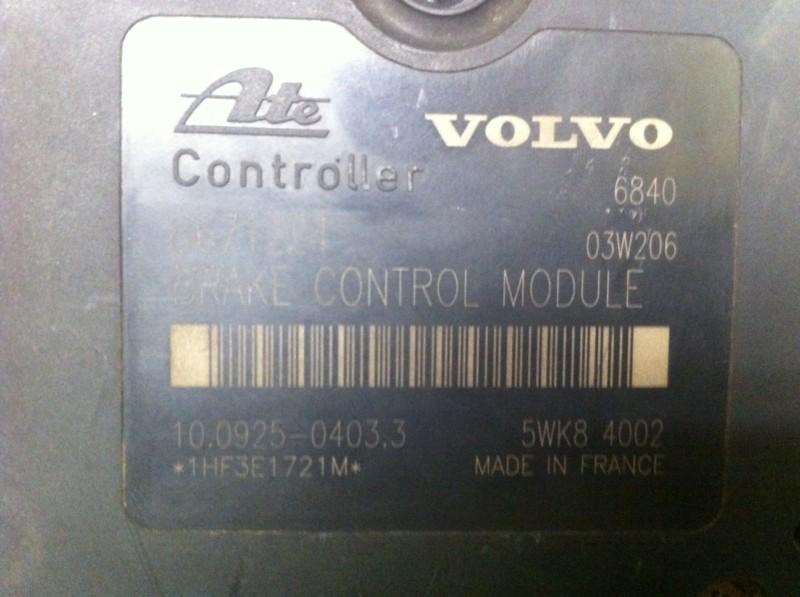 Ate
VOLVO
Controller
6840
03W206
BRAKE CONTROL MODULE
10.0925-0403.3
5WK8 4002
*1HF3E1721M*
MADE IN FRANCE